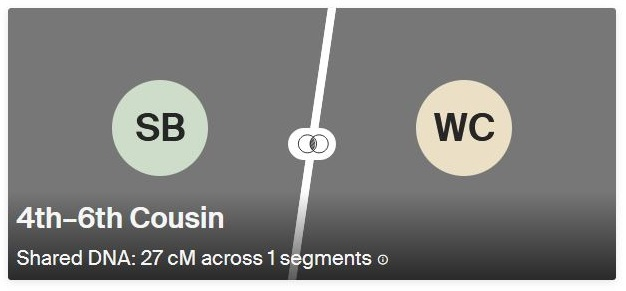 SB
WC
4th–6th Cousin
Shared DNA: 27 cM across 1 segments